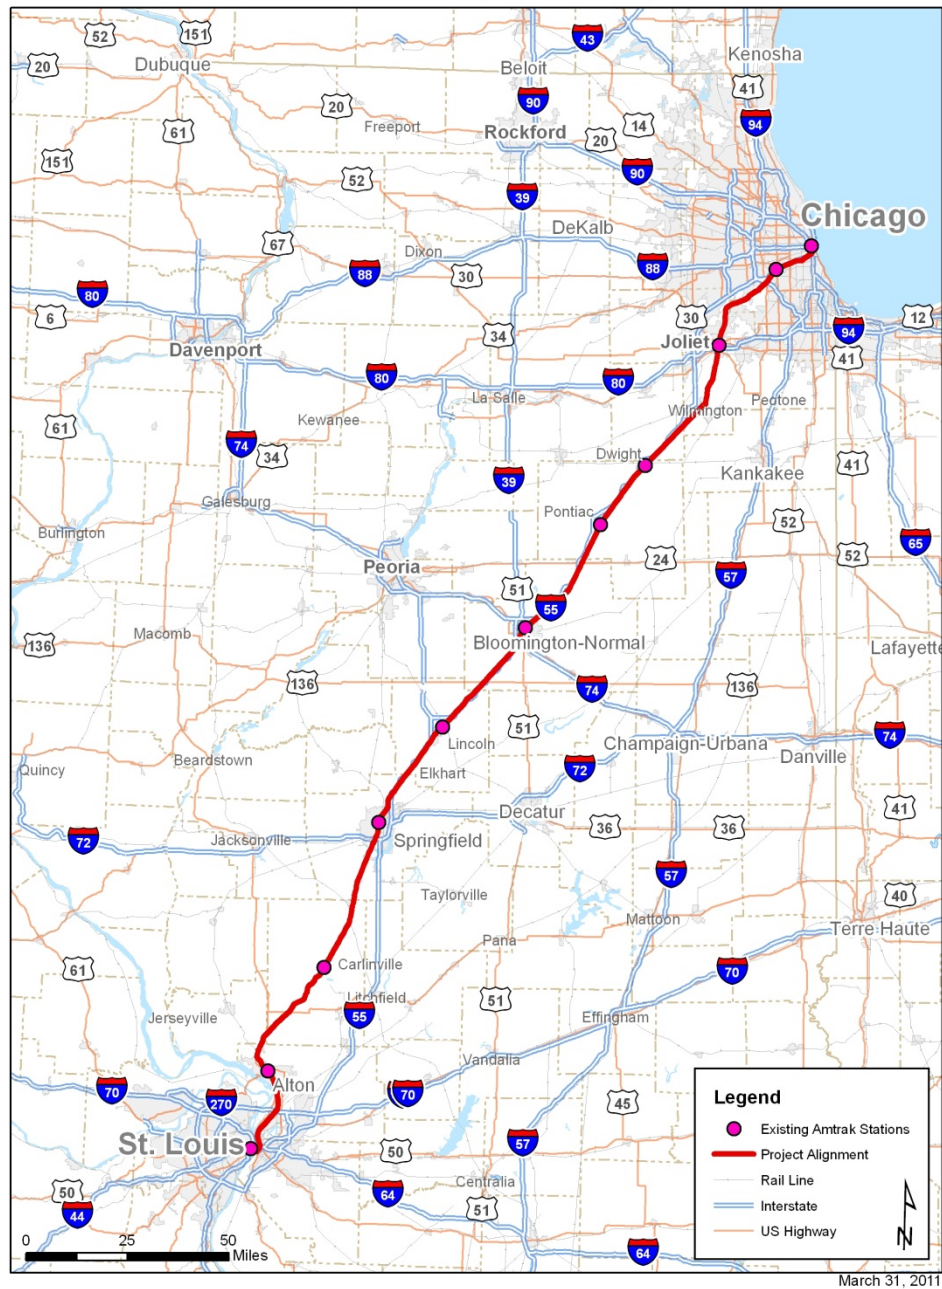 52
151
43
Kenosha
20
Dubuque
Beloit
41
90
20
94
61
Freeport
Rockford
14
20
151
52
90
39
Chicago
67
DeKalb
Dixon
88
30
88
80
6
30
12
34
94
Davenport
Joliet
41
80
80
La Salle
Peotone
Wilmington
61
Kewanee
74
34
Dwight
41
39
Kankakee
Galesburg
Pontiac
52
Burlington
65
24
52
Peoria
57
51
55
Macomb
136
Bloomington-Normal
Lafayette
136
74
136
51
Lincoln
Champaign-Urbana
74
Beardstown
Elkhart
72
Danville
Quincy
Decatur
41
36
36
72
Jacksonville
Springfield
57
Taylorville
40
Mattoon
Terre Haute
Pana
61
Carlinville
70
Litchfield
51
55
Jerseyville
Effingham
Vandalia
Alton
70
70
270
45
St. Louis
57
50
Centralia
50
64
44
51
64
0 25 50
Miles
Legend
Existing Amtrak Stations
Project Alignment
Rail Line
Interstate
US Highway
N
March 31, 2011